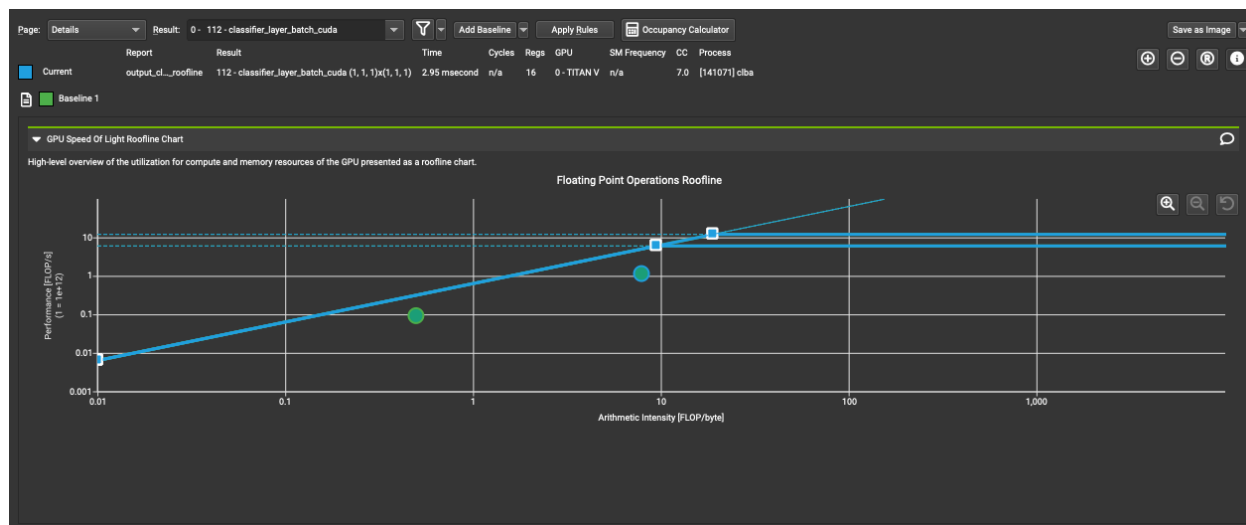 Page: Details Result: 0 - 112 - classifier_layer_batch_cuda Add Baseline Apply Rules Occupancy Calculator Save as Image
Report Result Time Cycles Regs GPU SM Frequency CC Process
Current output_cl..._roofline 112 - classifier_layer_batch_cuda (1, 1, 1)x(1, 1, 1) 2.95 msecond n/a 16 0 - TITAN V n/a 7.0 [141071] clba
Baseline 1
GPU Speed Of Light Roofline Chart
High-level overview of the utilization for compute and memory resources of the GPU presented as a roofline chart.
Floating Point Operations Roofline
Performance [FLOP/s]
(1 = 1e+12)
10
1
0.1
0.01
0.001
0.01 0.1 1 10 100 1,000
Arithmetic Intensity [FLOP/byte]